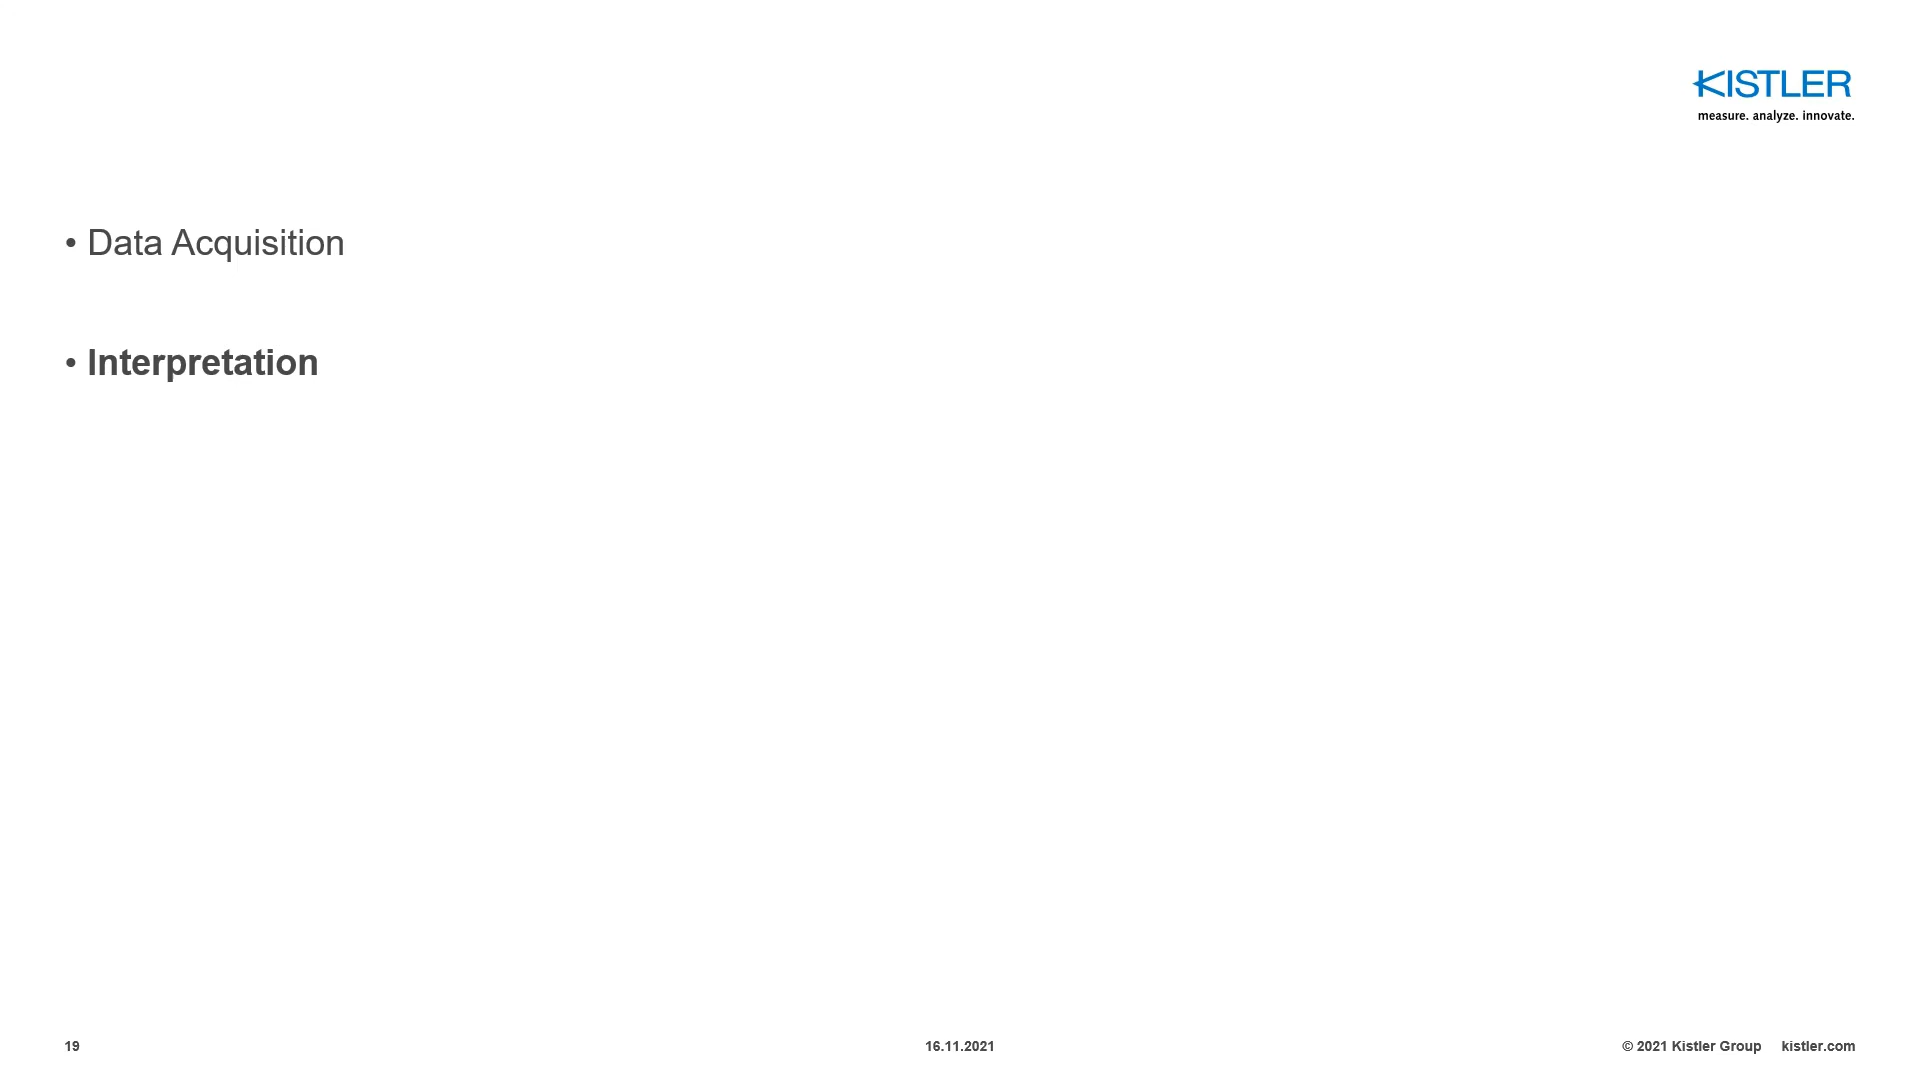 KISTLER
measure. analyze. innovate.
• Data Acquisition
• Interpretation
19
16.11.2021
© 2021 Kistler Group kistler.com